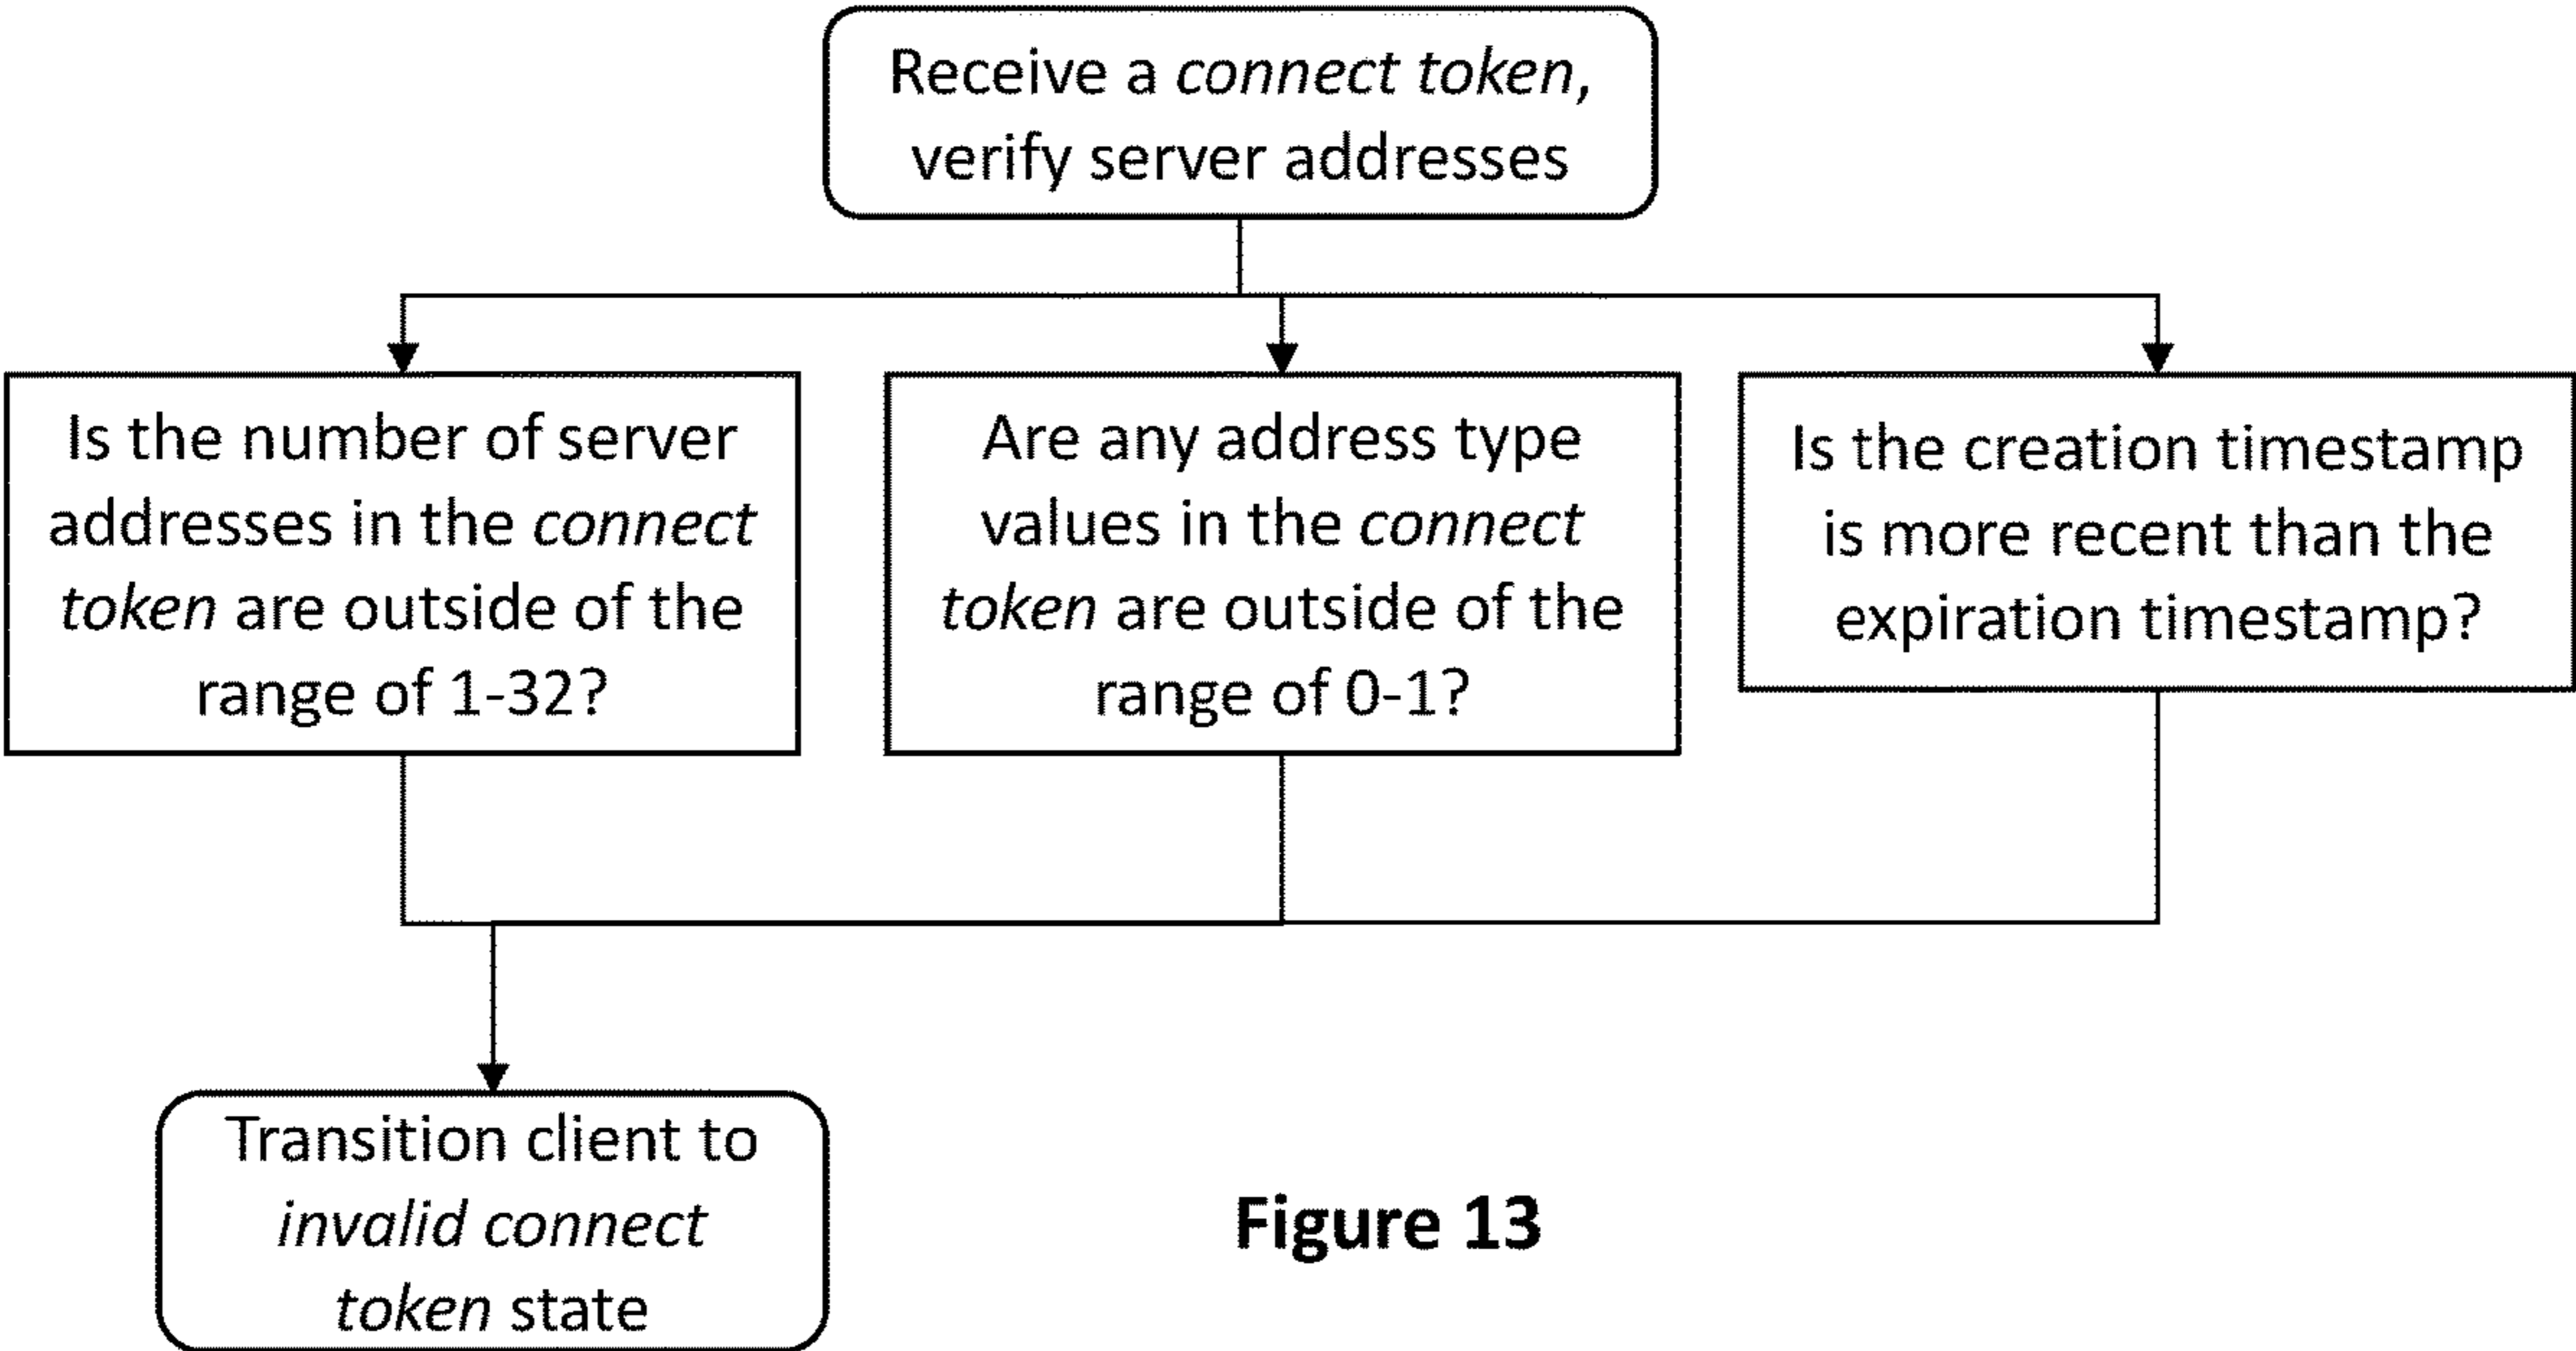 Receive a connect token,
verify server addresses
Is the number of server
addresses in the connect
token are outside of the
range of 1-32?
Are any address type
values in the connect
token are outside of the
range of 0-1?
Is the creation timestamp
is more recent than the
expiration timestamp?
Transition client to
invalid connect
token state
Figure 13